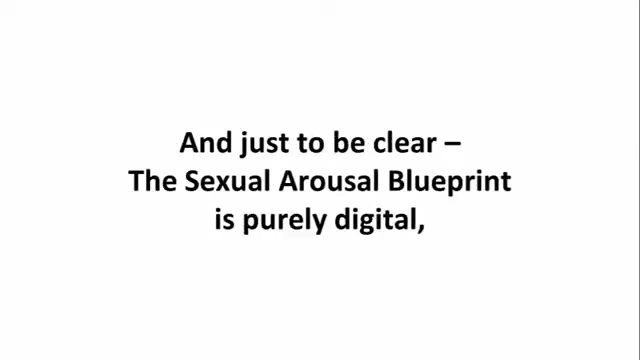 And just to be clear –
The Sexual Arousal Blueprint
is purely digital,